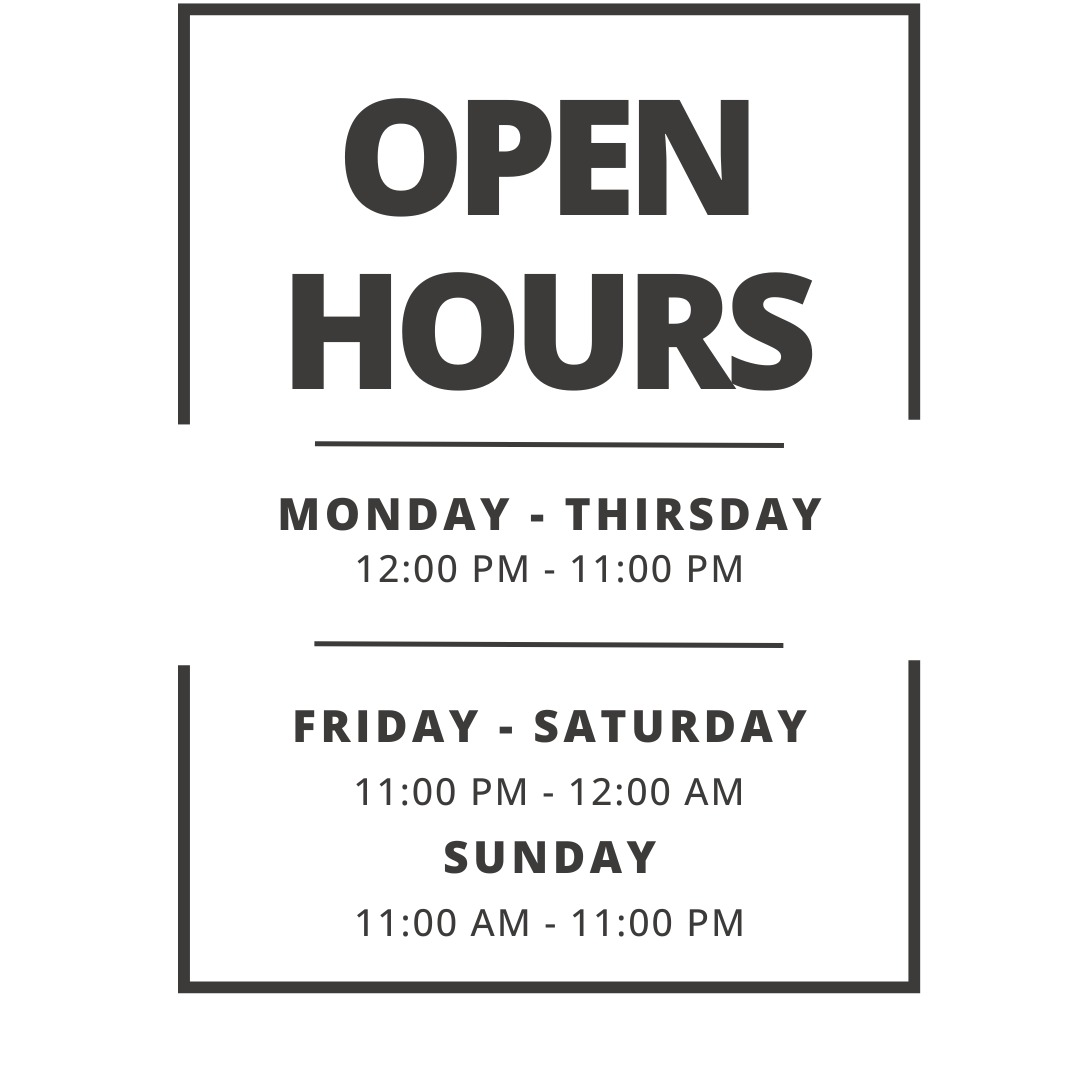 OPEN
HOURS
MONDAY - THIRSDAY
12:00 PM - 11:00 PM
FRIDAY - SATURDAY
11:00 PM - 12:00 AM
SUNDAY
11:00 AM - 11:00 PM